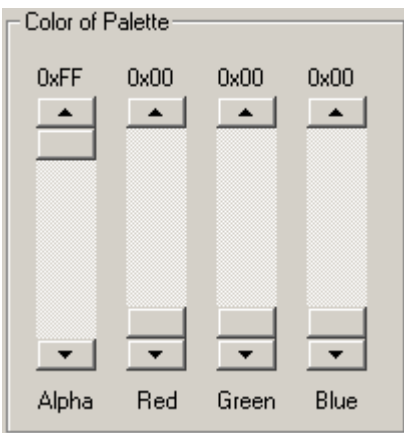 Color of Palette
0xFF 0x00 0x00 0x00
Alpha Red Green Blue